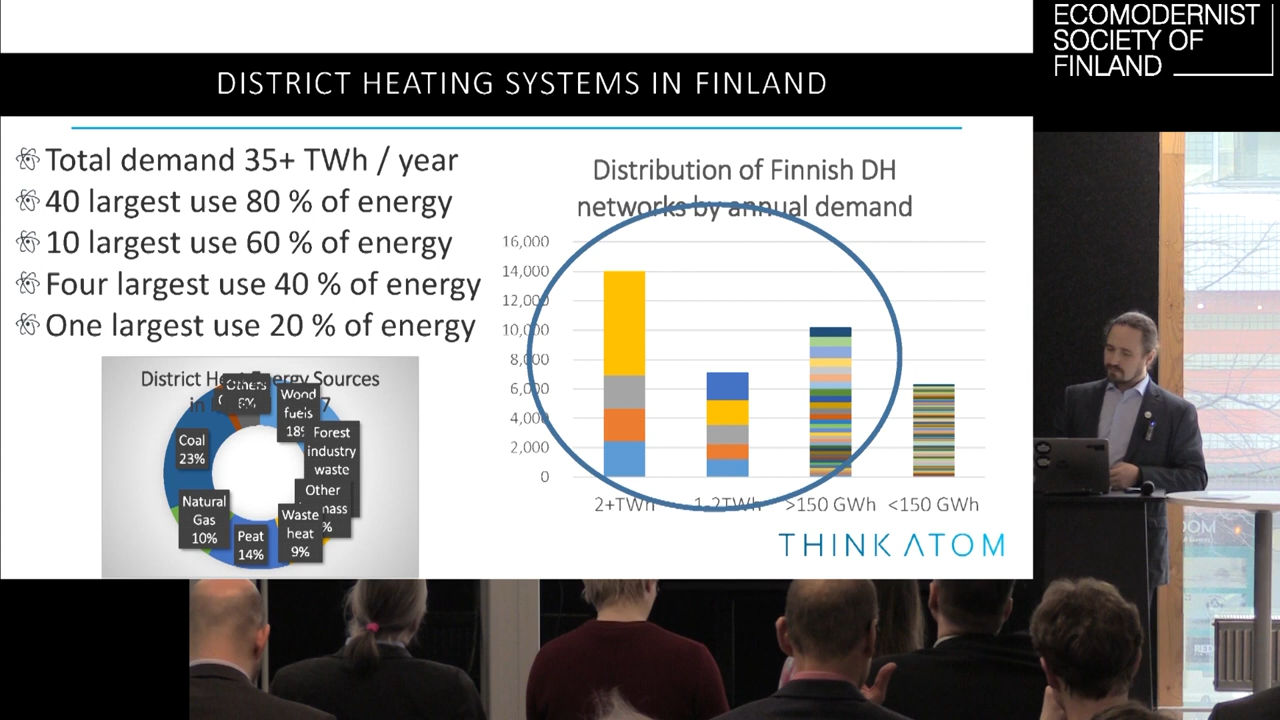 ECOMODERNIST
SOCIETY OF
FINLAND
DISTRICT HEATING SYSTEMS IN FINLAND
Total demand 35+ TWh / year
40 largest use 80 % of energy
10 largest use 60 % of energy
Four largest use 40 % of energy
One largest use 20 % of energy
Distribution of Finnish DH
networks by annual demand
16,000
14,000
12,000
10,000
8,000
6,000
4,000
2,000
0
2+TWh
1-2TWh
>150 GWh
<150 GWh
District Heat Energy Sources
in
7
Others
Wood
fuels
18%
Forest
industry
waste
Other
%
Waste
heat
9%
Peat
14%
Natural
Gas
10%
Coal
23%
THINK ATOM